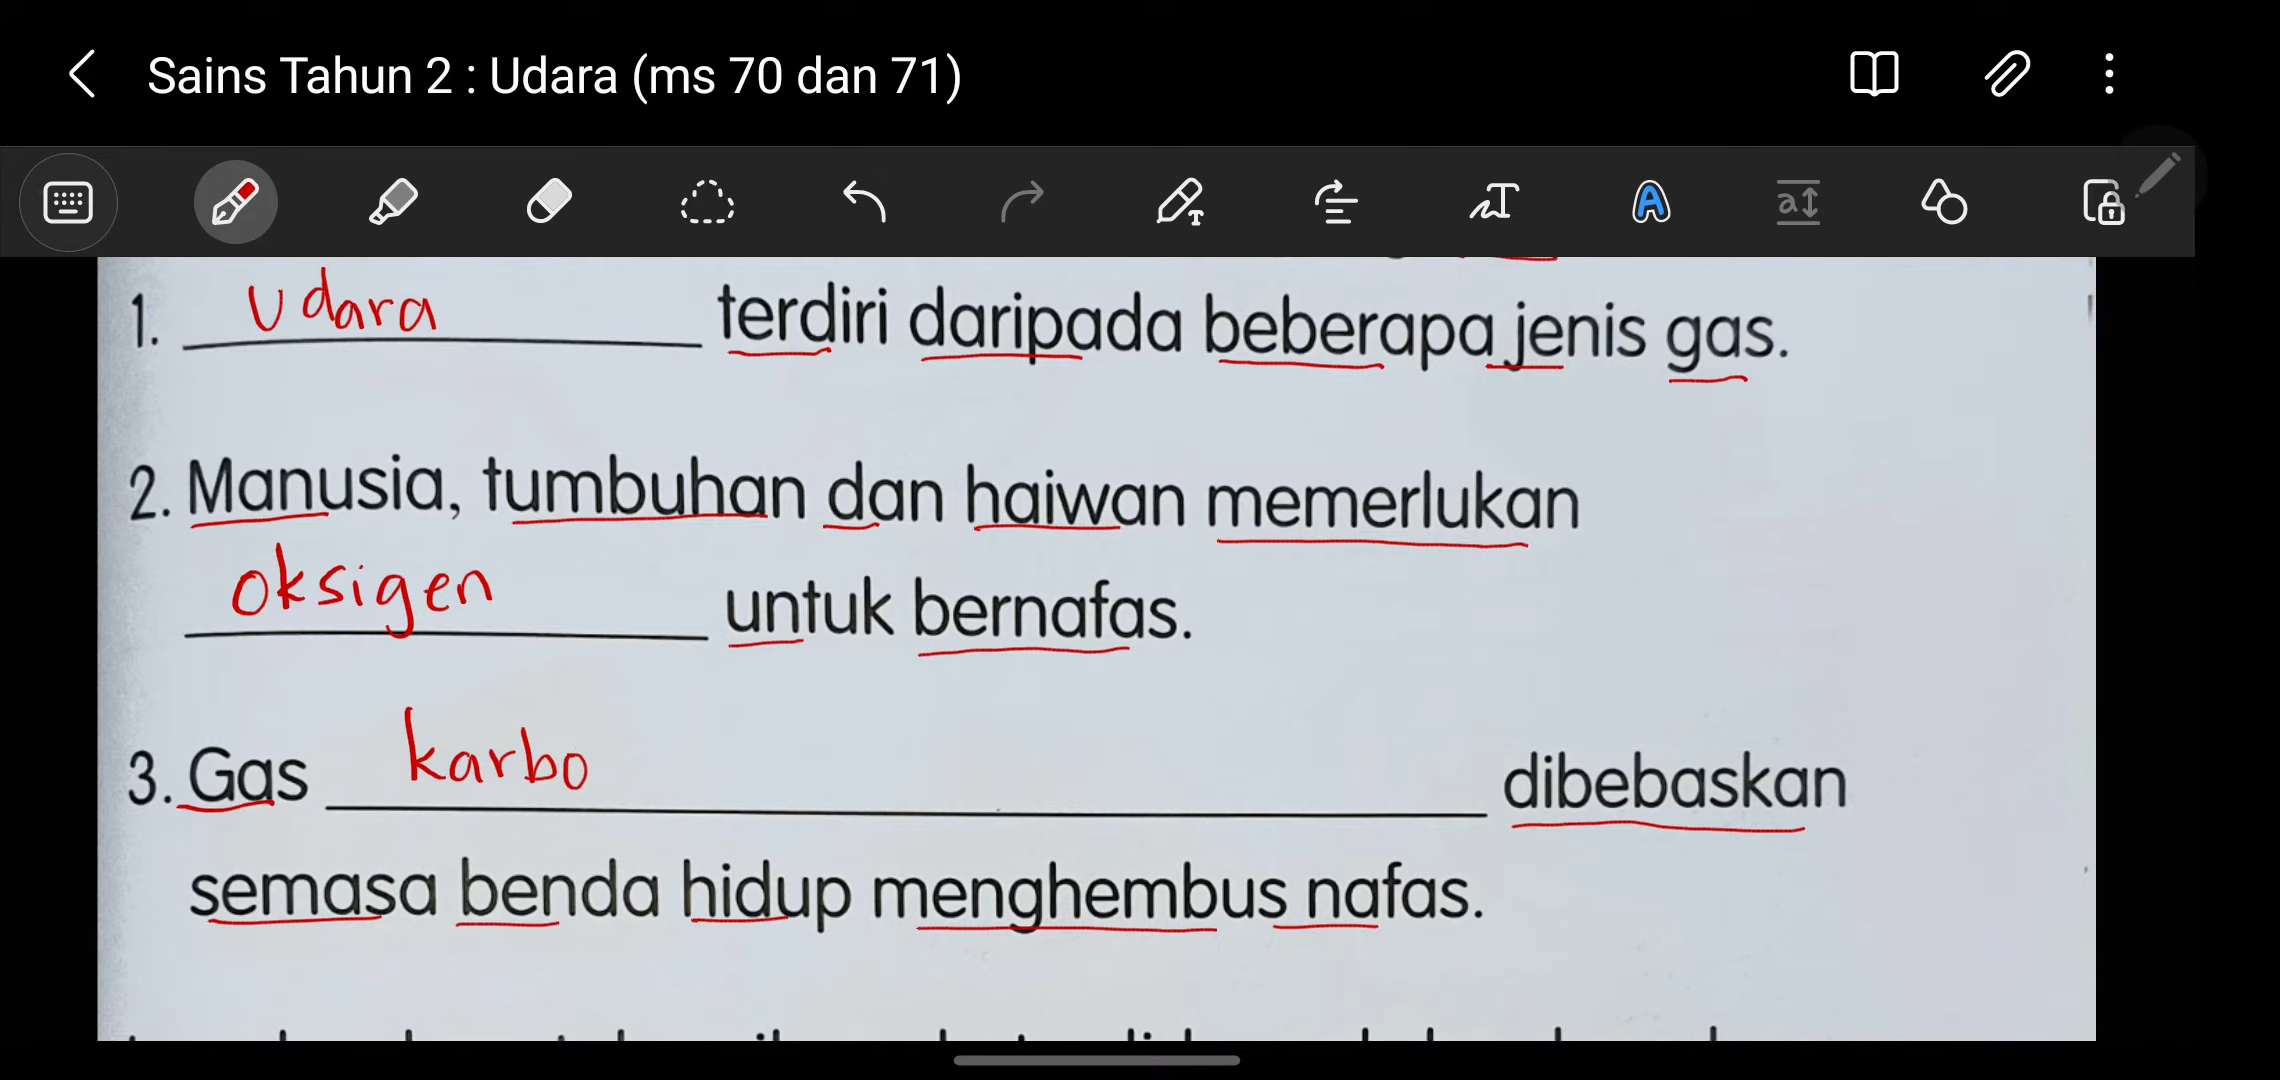 Sains Tahun 2 : Udara (ms 70 dan 71)
1. Udara terdiri daripada beberapa jenis gas.
2. Manusia, tumbuhan dan haiwan memerlukan
oksigen untuk bernafas.
3. Gas karbo dibebaskan
semasa benda hidup menghembus nafas.